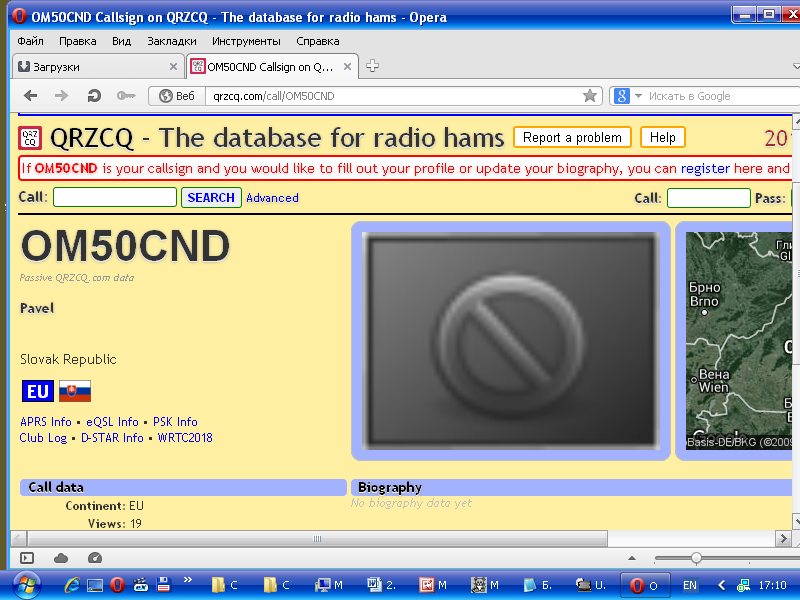 OM50CND Callsign on QRZCQ - The database for radio hams - Opera
Файл Правка Вид Закладки Инструменты Справка
Загрузки OM50CND Callsign on Q...
Веб qrzcq.com/call/OM50CND Искать в Google
QRZ CQ QRZCQ - The database for radio hams Report a problem Help 20
If OM50CND is your callsign and you would like to fill out your profile or update your biography, you can register here and
Call: SEARCH Advanced Call: Pass:
OM50CND
Passive QRZCQ.com data
Pavel
Slovak Republic
EU
APRS Info • eQSL Info • PSK Info
Club Log • D-STAR Info • WRTC2018
Брно
Brno
Вена
Wien
Basis-DE/BKG (©2009
Call data Biography
Continent: EU No biography data yet
Views: 19
С С М 2. М М Б. U. О EN 17:10